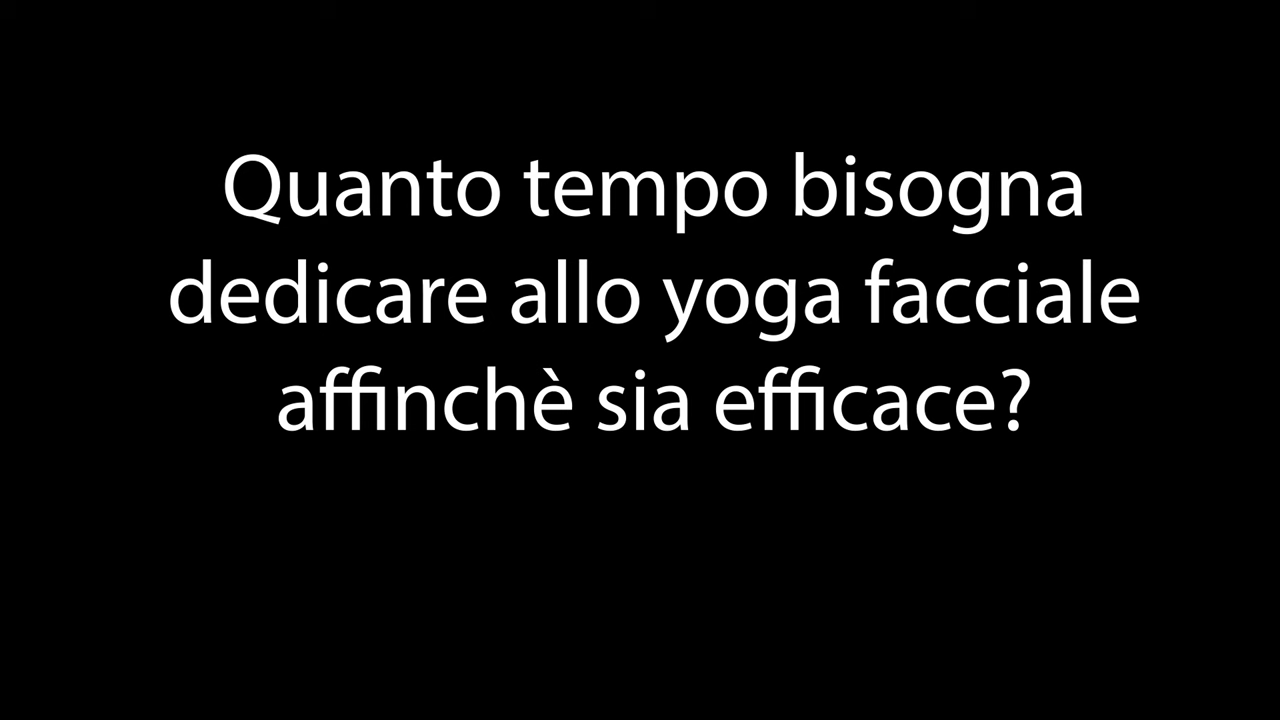 Quanto tempo bisogna
dedicare allo yoga facciale
affinchè sia efficace?